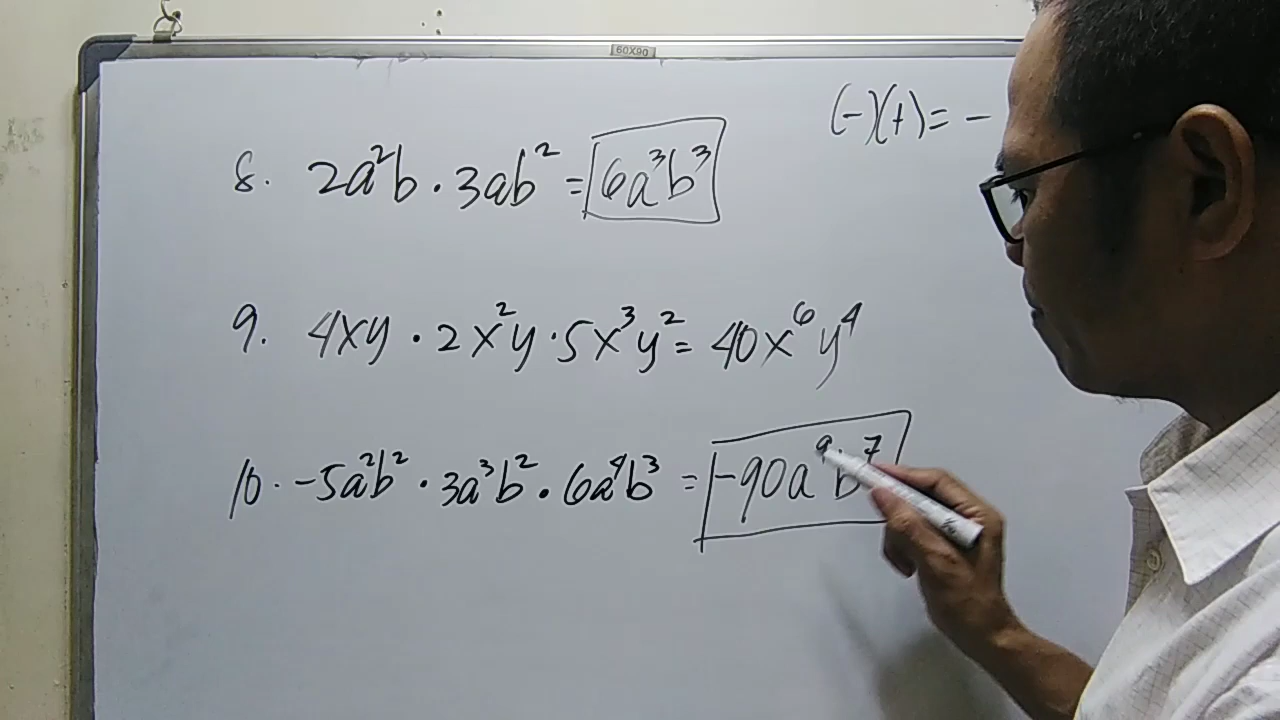 60X90
(-)(+)= -
8. 2a²b · 3ab² = 6a³b³
9. 4xy · 2x²y · 5x³y² = 40x⁶y⁴
10. -5a²b² · 3a³b² · 6a⁴b³ = -90a⁹b⁷